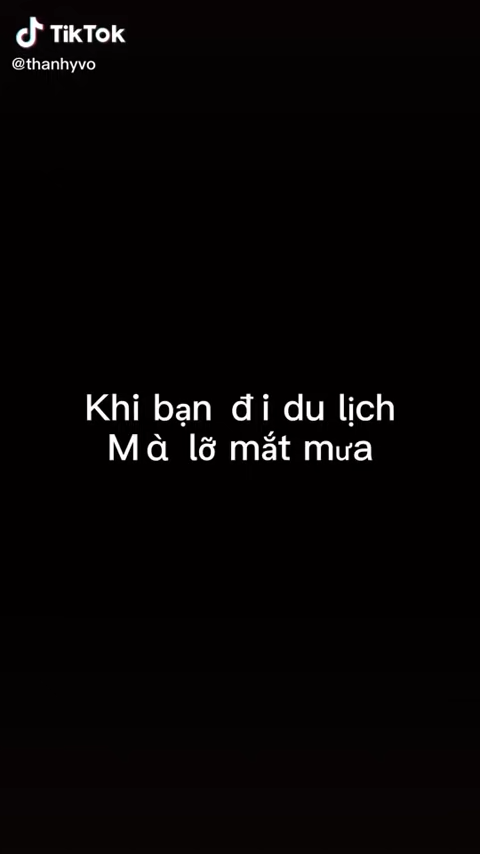 TikTok
@thanhyvo
Khi bạn đi du lịch
Mà lỡ mắt mưa